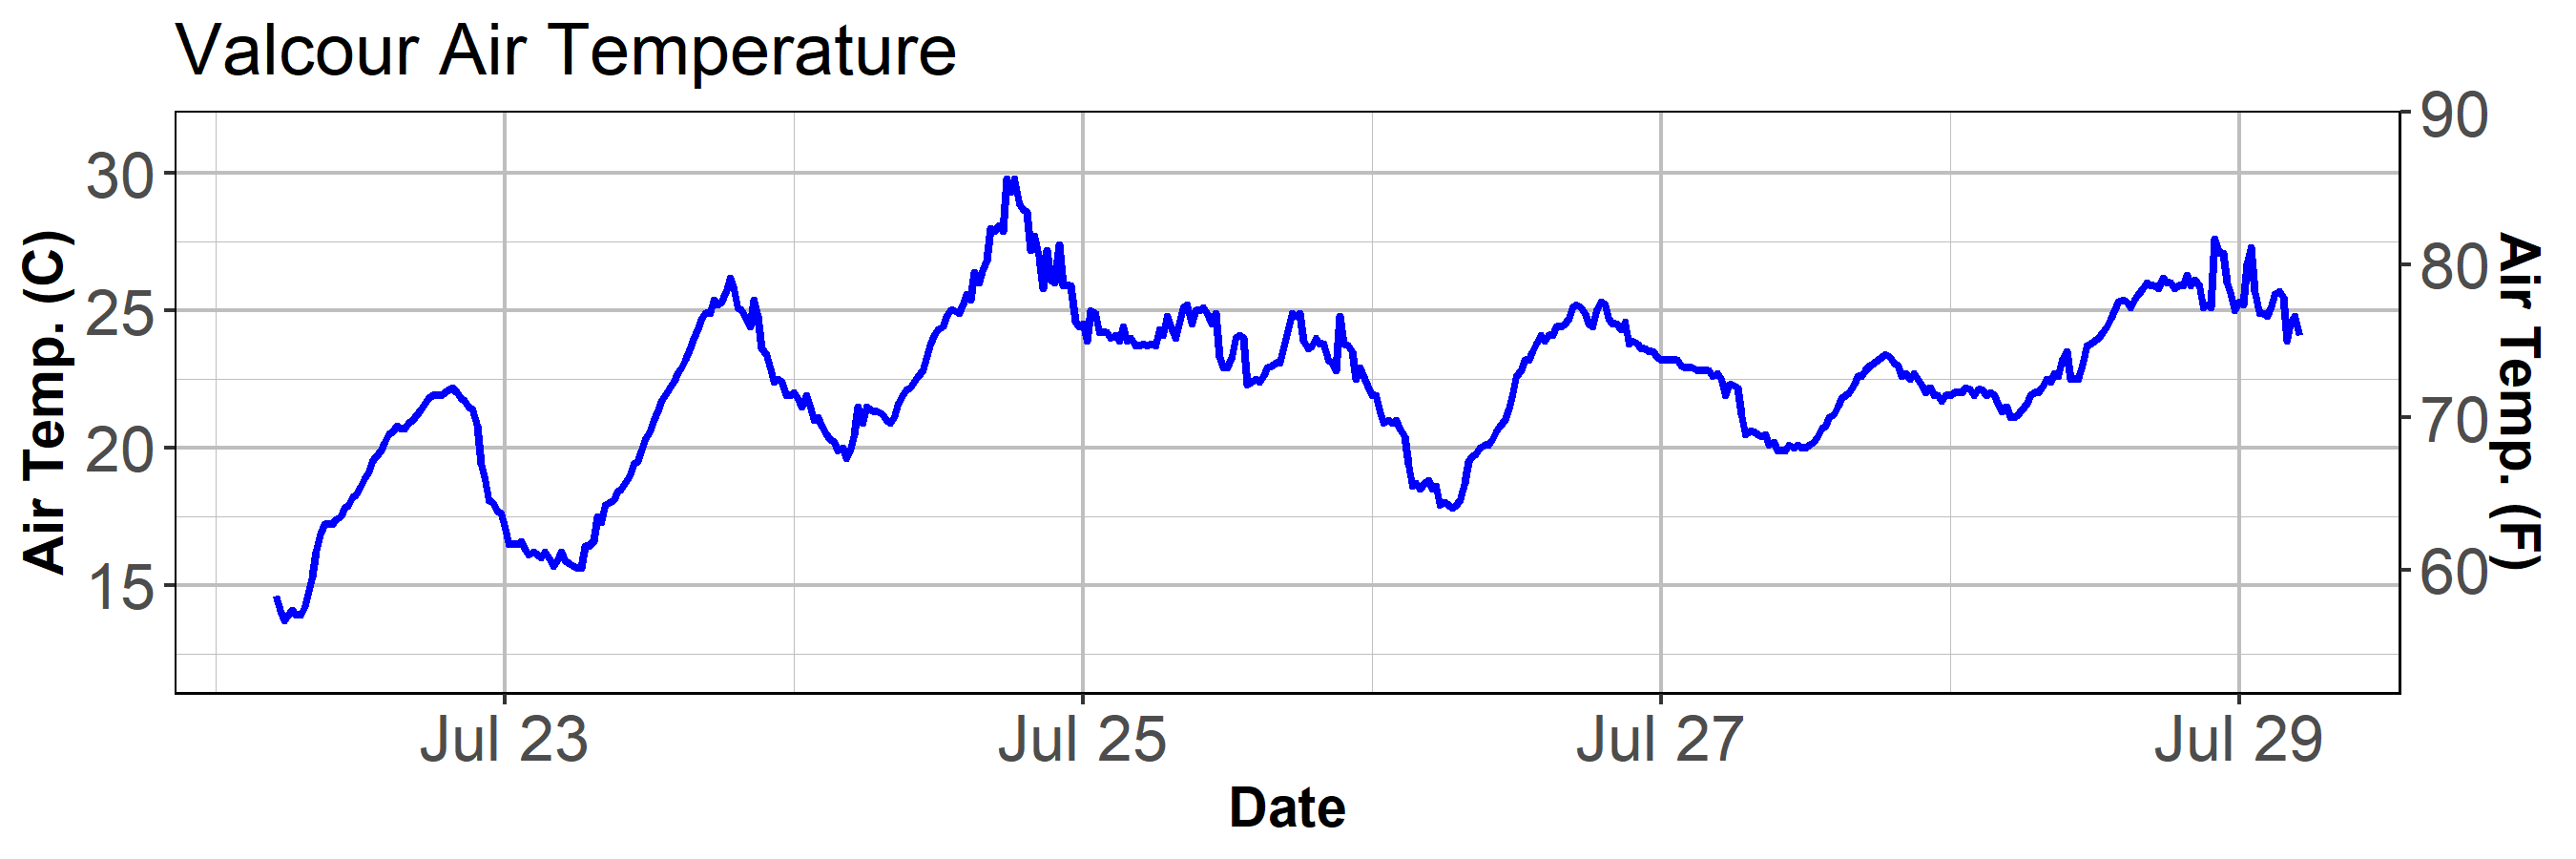 Valcour Air Temperature
Air Temp. (C)
30
25
20
15
90
80
70
60
Air Temp. (F)
Jul 23
Jul 25
Jul 27
Jul 29
Date